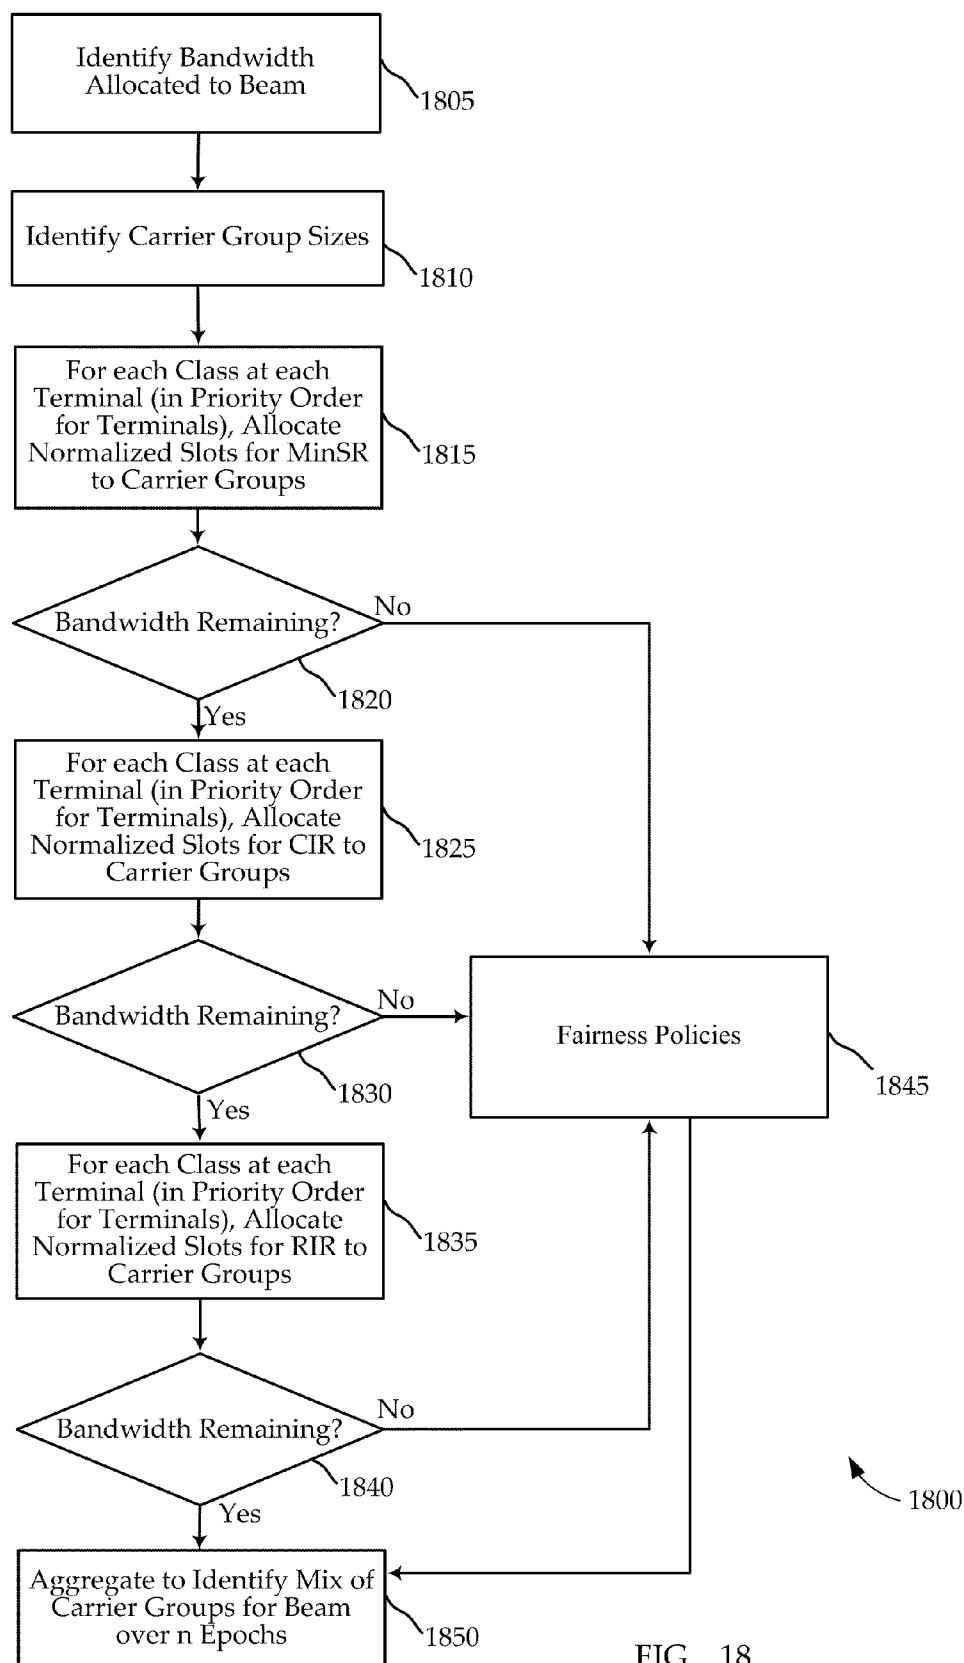 Identify Bandwidth
Allocated to Beam
1805
Identify Carrier Group Sizes
1810
For each Class at each
Terminal (in Priority Order
for Terminals), Allocate
Normalized Slots for MinSR
to Carrier Groups
1815
Bandwidth Remaining?
No
1820
Yes
For each Class at each
Terminal (in Priority Order
for Terminals), Allocate
Normalized Slots for CIR to
Carrier Groups
1825
Bandwidth Remaining?
No
1830
Yes
Fairness Policies
1845
For each Class at each
Terminal (in Priority Order
for Terminals), Allocate
Normalized Slots for RIR to
Carrier Groups
1835
Bandwidth Remaining?
No
1840
Yes
1800
Aggregate to Identify Mix of
Carrier Groups for Beam
over n Epochs
1850
FIG. 18